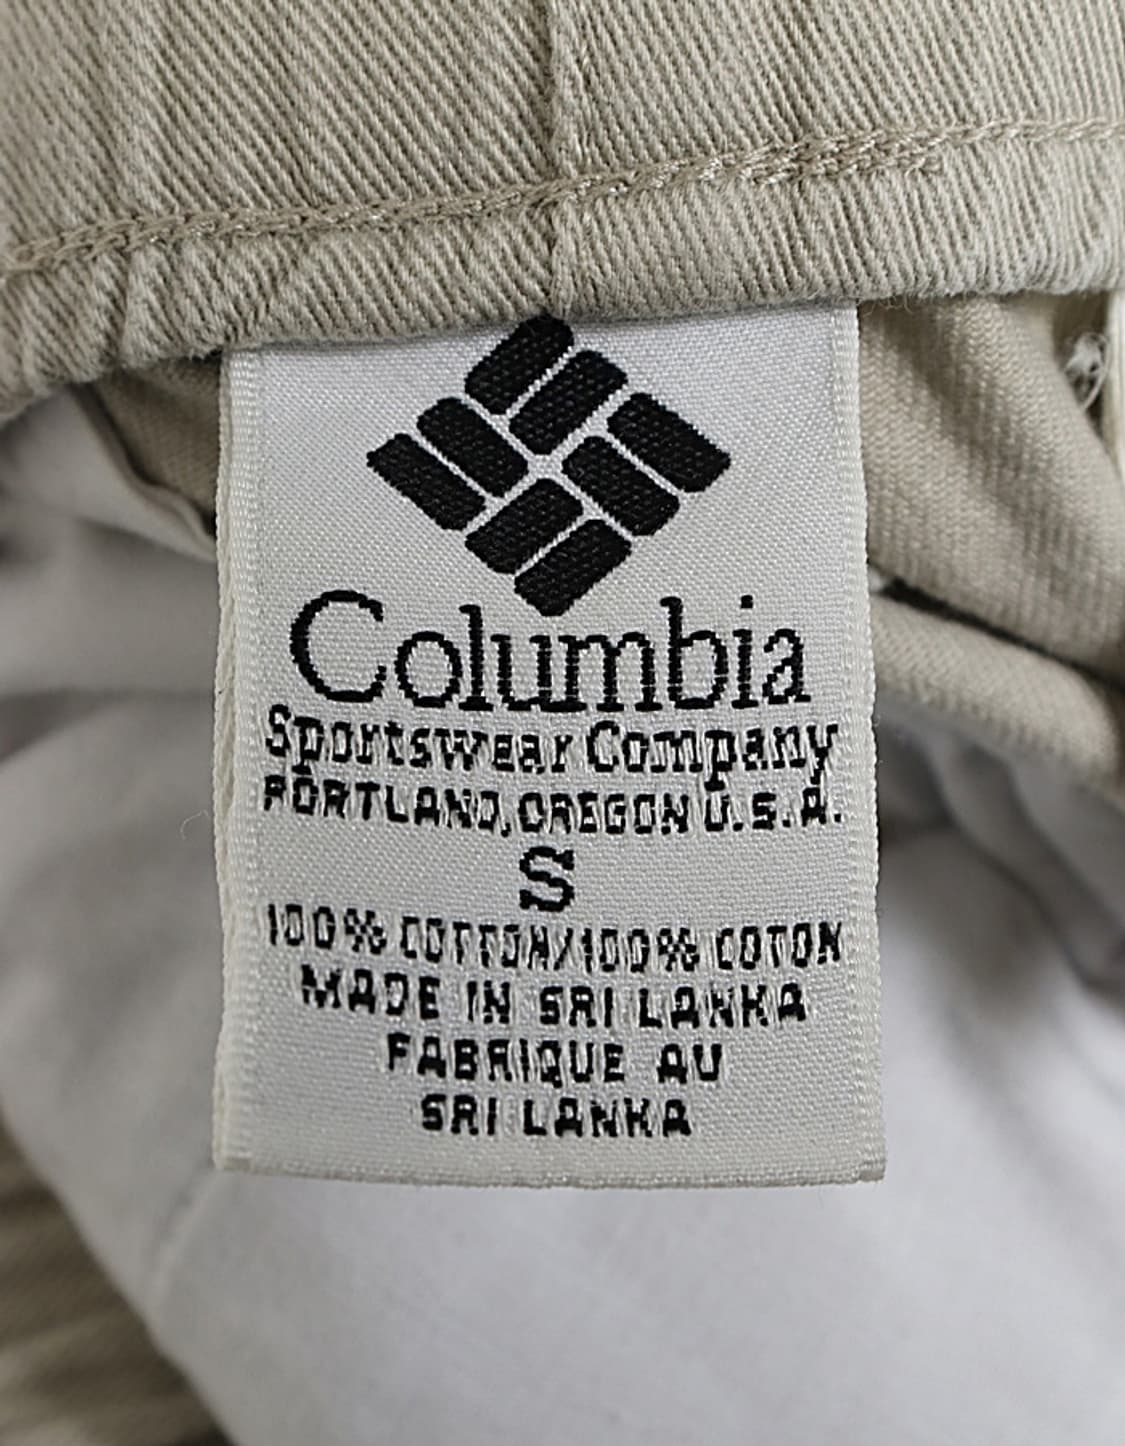 Columbia
Sportswear Company
PORTLAND, OREGON U.S.A.
S
100% COTTON/100% COTON
MADE IN SRI LANKA
FABRIQUE AU
SRI LANKA